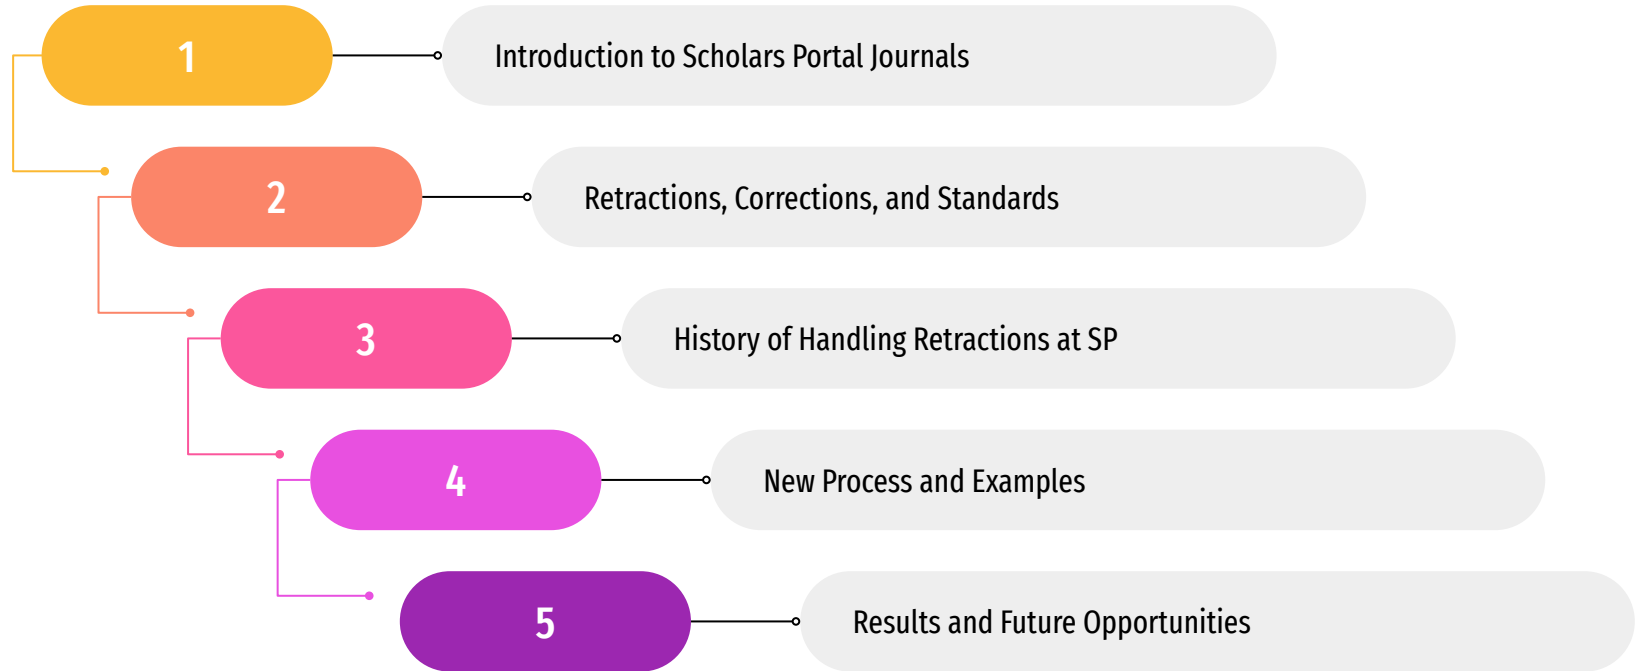 1
Introduction to Scholars Portal Journals
2
Retractions, Corrections, and Standards
3
History of Handling Retractions at SP
4
New Process and Examples
5
Results and Future Opportunities